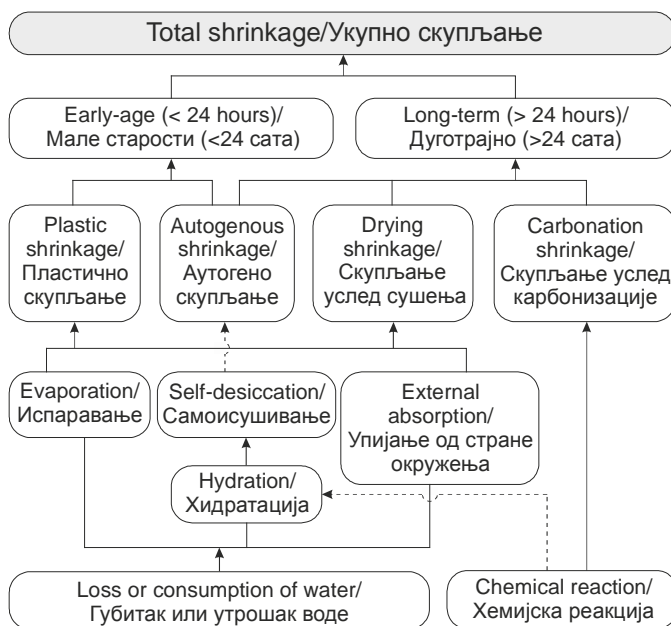 Total shrinkage/Укупно скупљање
Early-age (< 24 hours)/
Мале старости (<24 сата)
Long-term (> 24 hours)/
Дуготрајно (>24 сата)
Plastic
shrinkage/
Пластично
скупљање
Autogenous
shrinkage/
Аутогено
скупљање
Drying
shrinkage/
Скупљање
услед сушења
Carbonation
shrinkage/
Скупљање услед
карбонизације
Evaporation/
Испаравање
Self-desiccation/
Самоисушивање
External
absorption/
Упијање од стране
окружења
Hydration/
Хидратација
Loss or consumption of water/
Губитак или утрошак воде
Chemical reaction/
Хемијска реакција